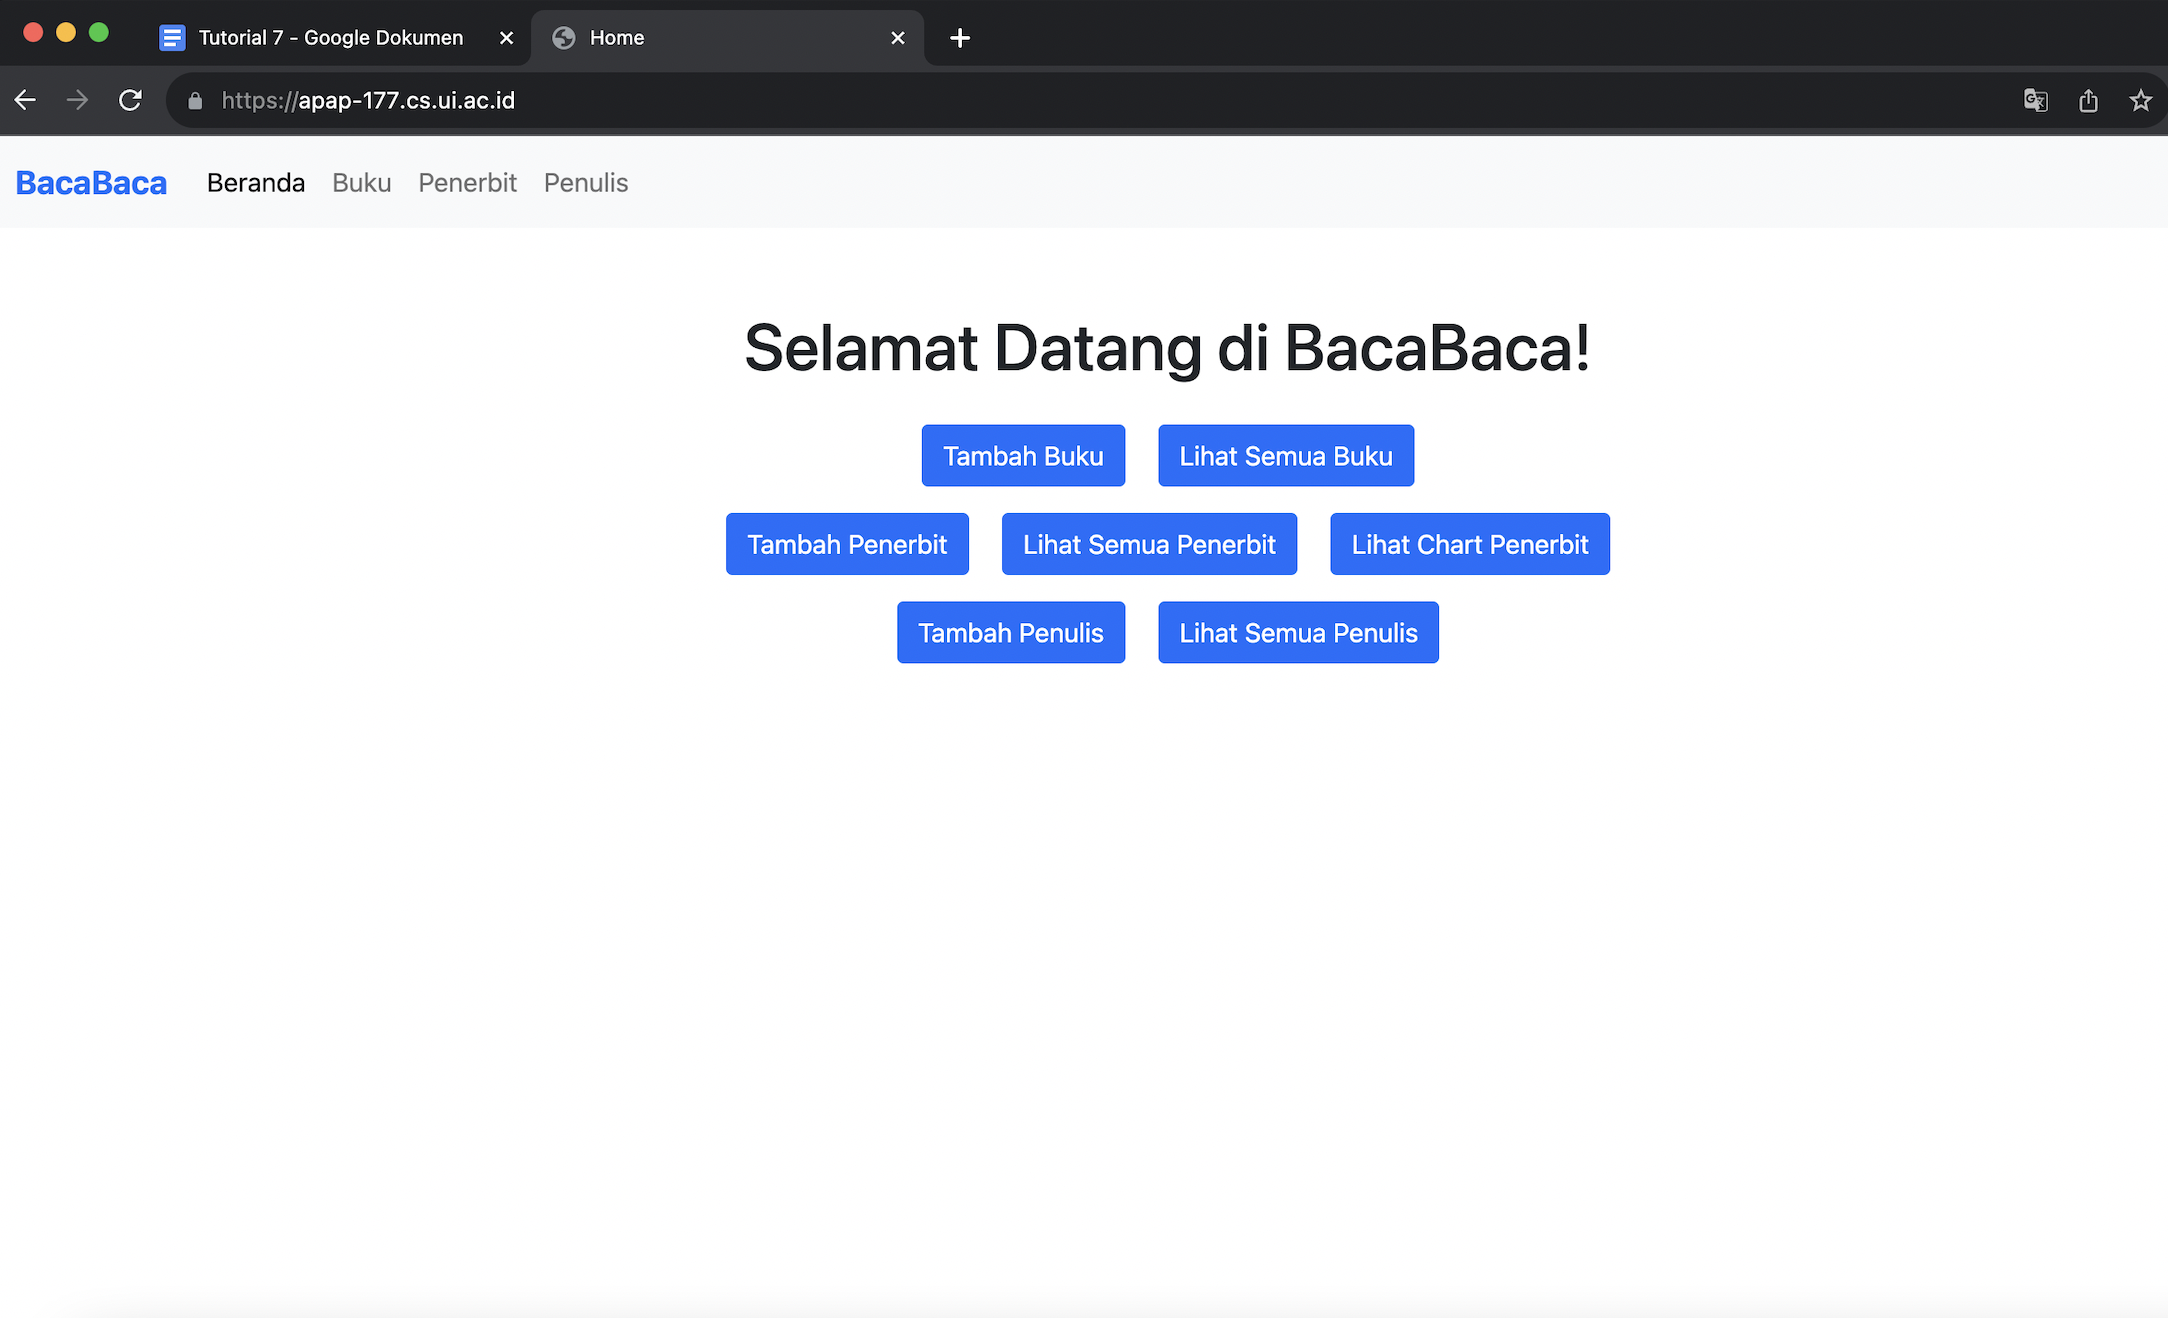 Tutorial 7 - Google Dokumen
Home
https://apap-177.cs.ui.ac.id
BacaBaca Beranda Buku Penerbit Penulis
Selamat Datang di BacaBaca!
Tambah Buku Lihat Semua Buku
Tambah Penerbit Lihat Semua Penerbit Lihat Chart Penerbit
Tambah Penulis Lihat Semua Penulis